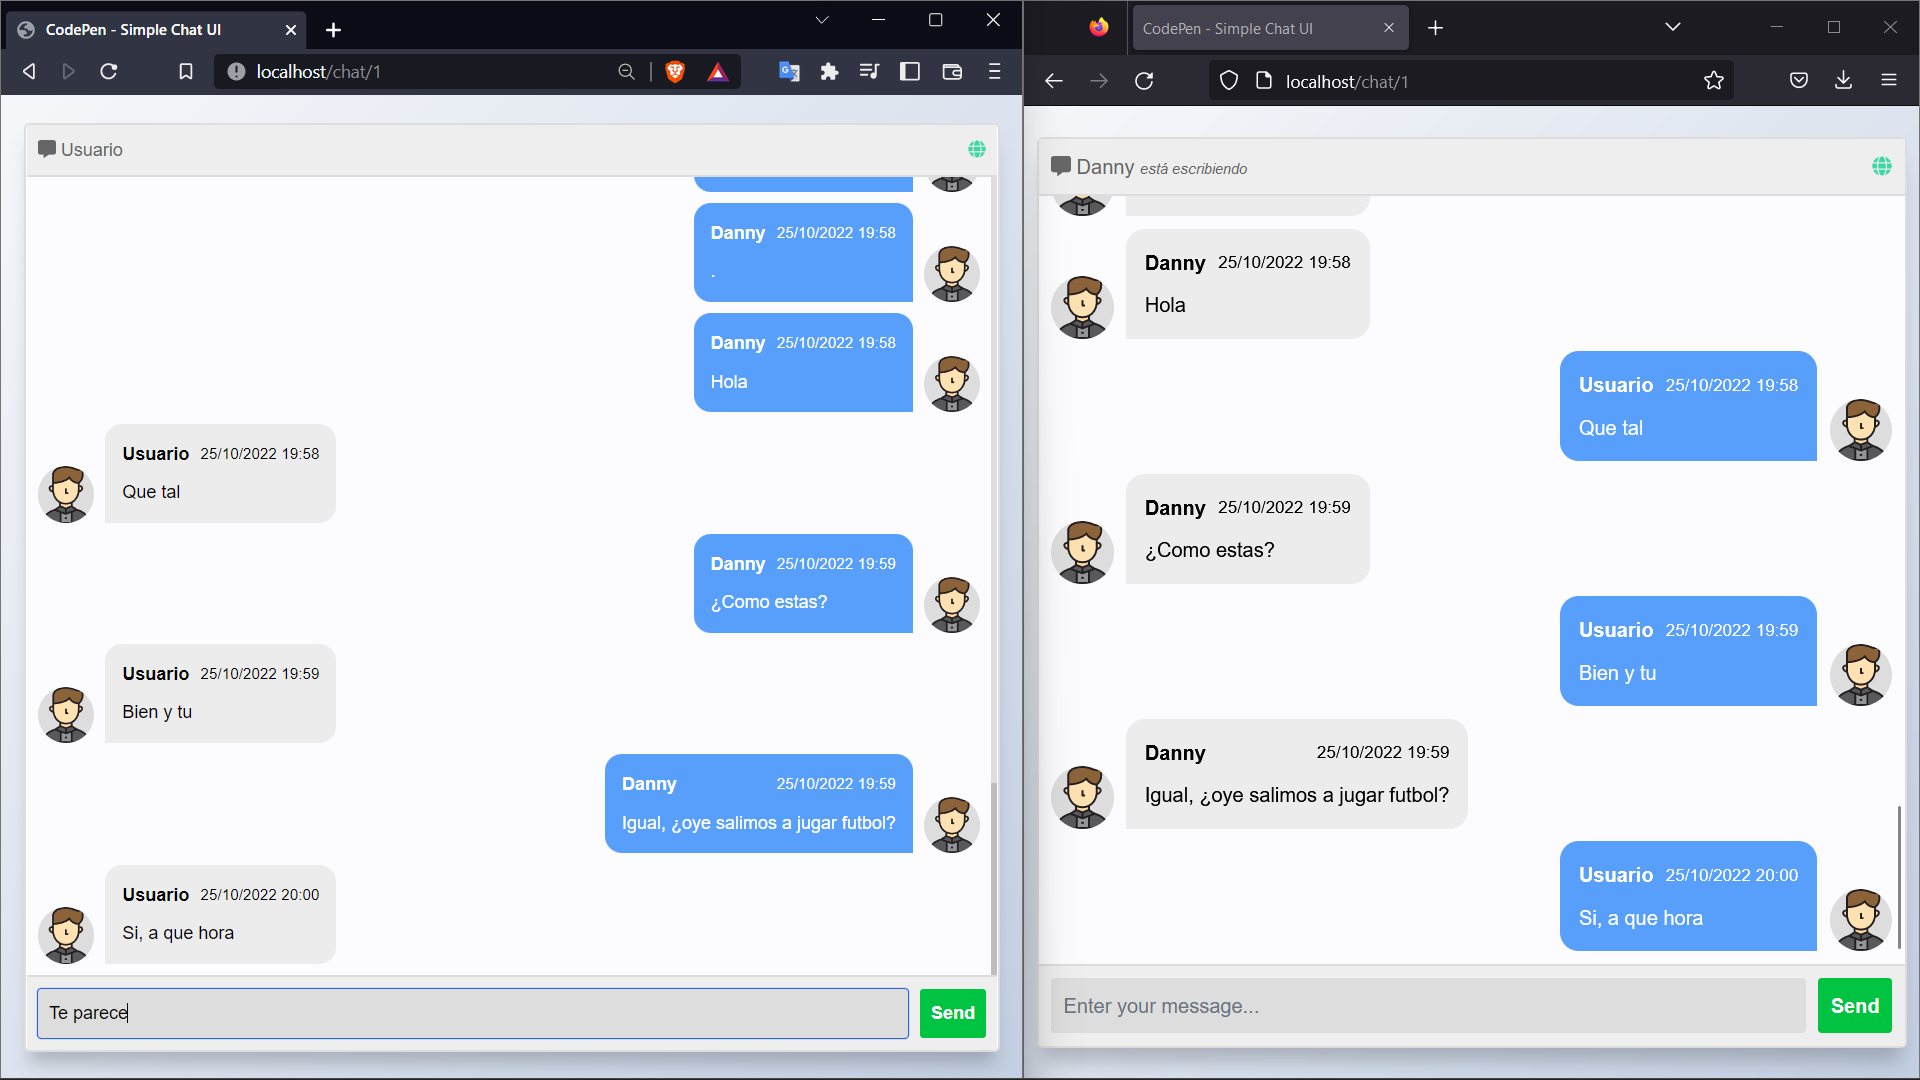 CodePen - Simple Chat UI
localhost/chat/1
Usuario
Danny 25/10/2022 19:58
.
Danny 25/10/2022 19:58
Hola
Usuario 25/10/2022 19:58
Que tal
Danny 25/10/2022 19:59
¿Como estas?
Usuario 25/10/2022 19:59
Bien y tu
Danny 25/10/2022 19:59
Igual, ¿oye salimos a jugar futbol?
Usuario 25/10/2022 20:00
Si, a que hora
Te parece
Send
CodePen - Simple Chat UI
localhost/chat/1
Danny está escribiendo
Danny 25/10/2022 19:58
Hola
Usuario 25/10/2022 19:58
Que tal
Danny 25/10/2022 19:59
¿Como estas?
Usuario 25/10/2022 19:59
Bien y tu
Danny 25/10/2022 19:59
Igual, ¿oye salimos a jugar futbol?
Usuario 25/10/2022 20:00
Si, a que hora
Enter your message...
Send